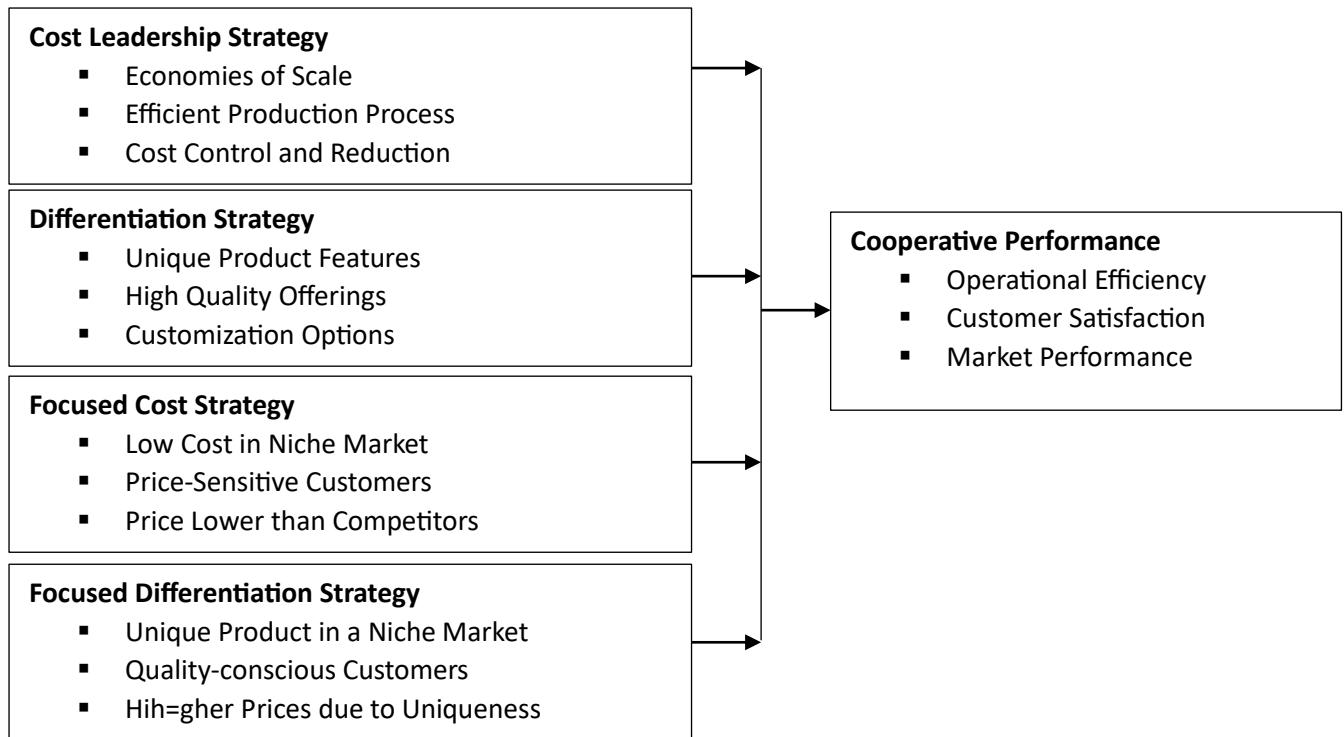 Cost Leadership Strategy
▪ Economies of Scale
▪ Efficient Production Process
▪ Cost Control and Reduction
Differentiation Strategy
▪ Unique Product Features
▪ High Quality Offerings
▪ Customization Options
Focused Cost Strategy
▪ Low Cost in Niche Market
▪ Price-Sensitive Customers
▪ Price Lower than Competitors
Focused Differentiation Strategy
▪ Unique Product in a Niche Market
▪ Quality-conscious Customers
▪ Hih=gher Prices due to Uniqueness
Cooperative Performance
▪ Operational Efficiency
▪ Customer Satisfaction
▪ Market Performance